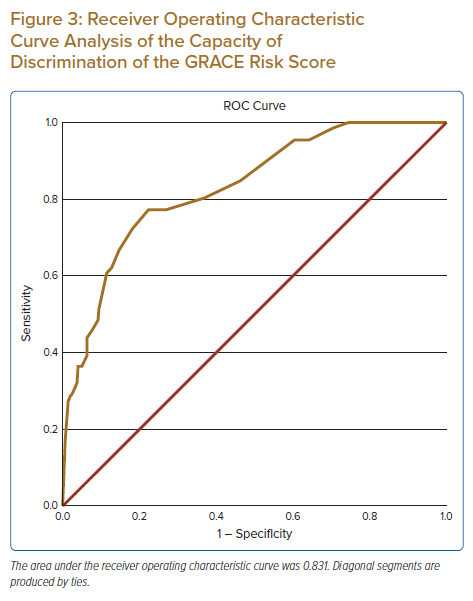 Figure 3: Receiver Operating Characteristic
Curve Analysis of the Capacity of
Discrimination of the GRACE Risk Score
ROC Curve
1.0
0.8
0.6
0.4
0.2
0.0
Sensitivity
0.0 0.2 0.4 0.6 0.8 1.0
1 – Specificity
The area under the receiver operating characteristic curve was 0.831. Diagonal segments are
produced by ties.